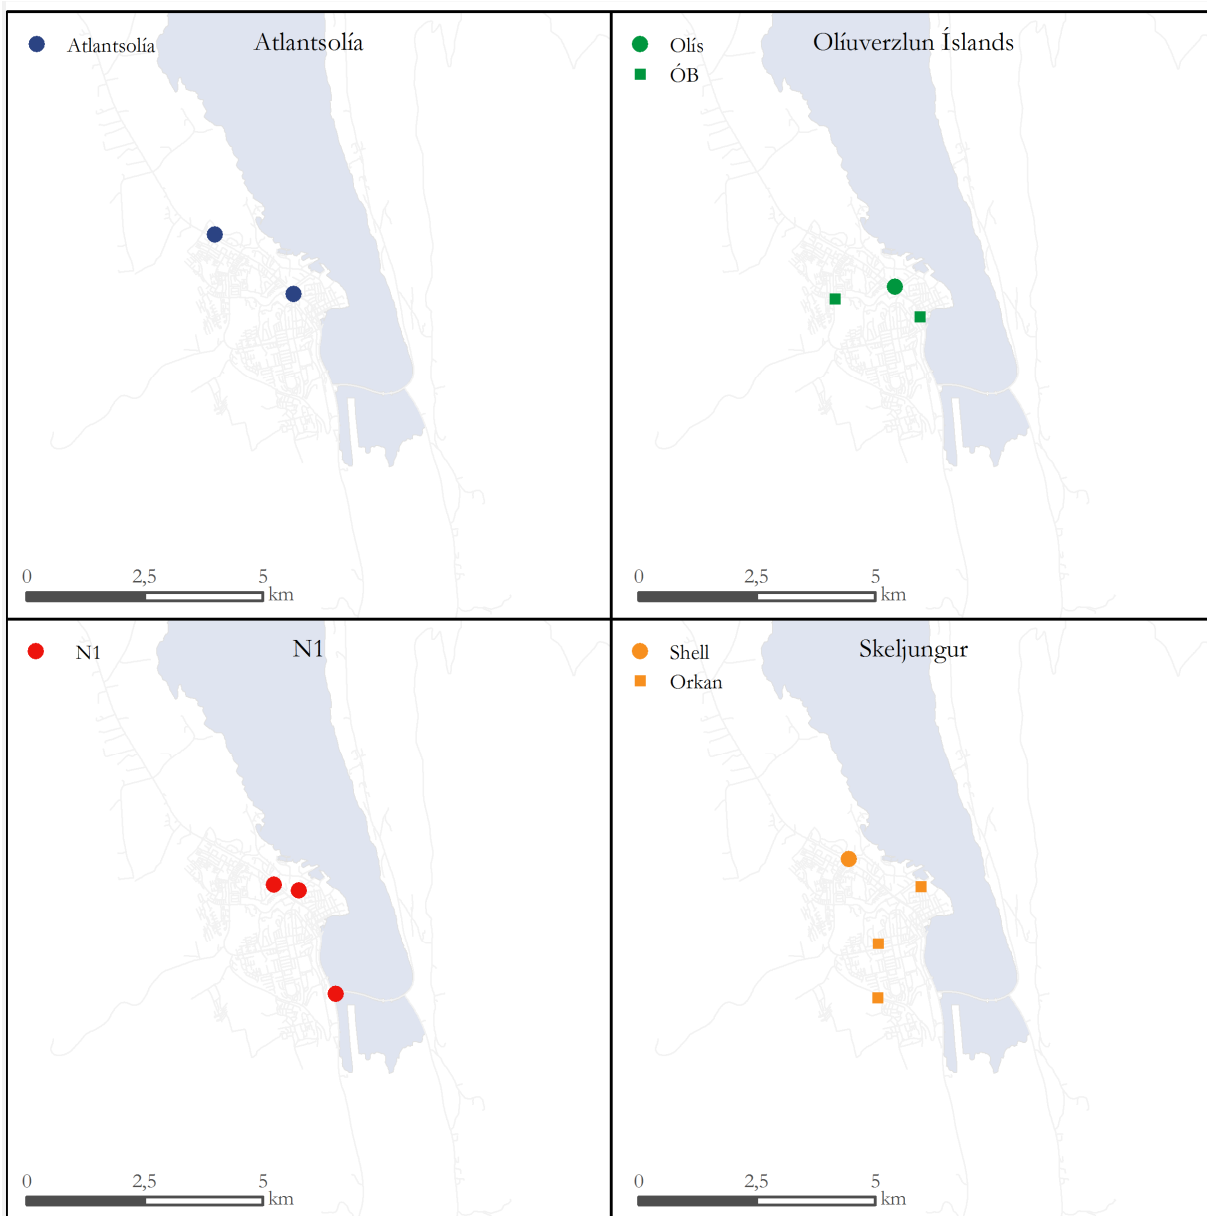 Atlantsolía
Atlantsolía
0 2,5 5
km
Olíuverzlun Íslands
Olís
ÓB
0 2,5 5
km
N1
N1
0 2,5 5
km
Skeljungur
Shell
Orkan
0 2,5 5
km